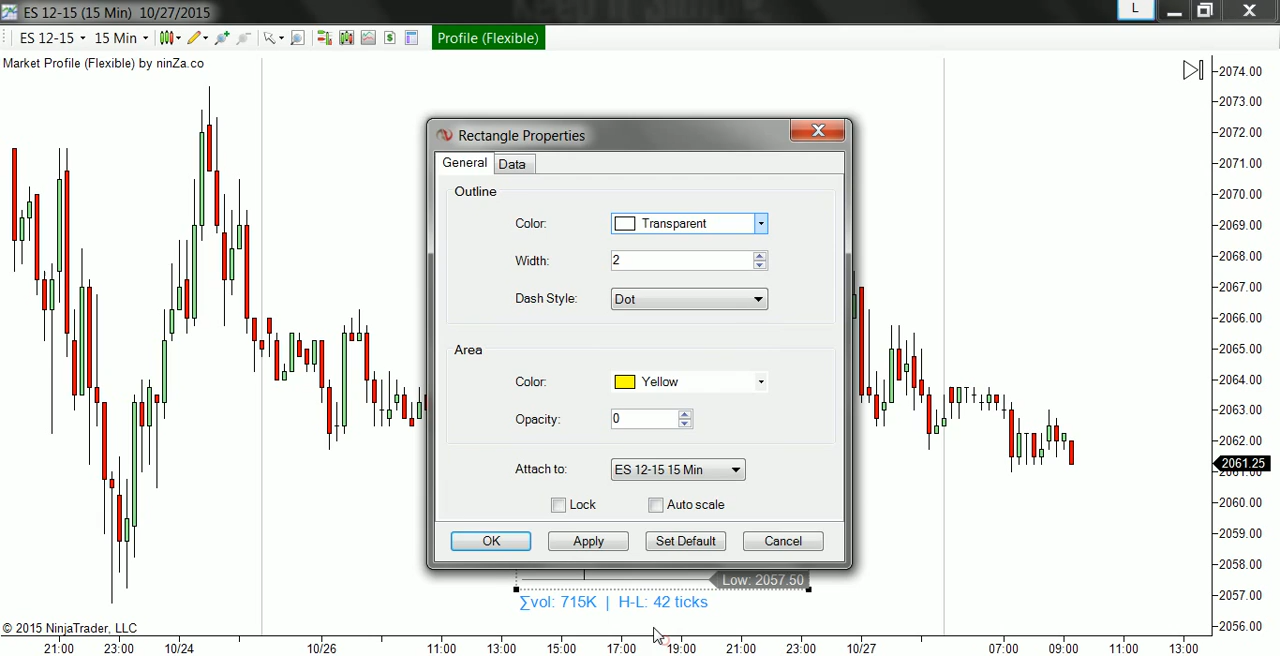 Keep it simple
ES 12-15 (15 Min) 10/27/2015
L
ES 12-15 15 Min $ Profile (Flexible)
Market Profile (Flexible) by ninZa.co
2074.00
2073.00
2072.00
2071.00
2070.00
2069.00
2068.00
2067.00
2066.00
2065.00
2064.00
2063.00
2062.00
2061.25
2061.00
2060.00
2059.00
2058.00
2057.00
2056.00
Rectangle Properties
General Data
Outline
Color: Transparent
Width: 2
Dash Style: Dot
Area
Color: Yellow
Opacity: 0
Attach to: ES 12-15 15 Min
Lock Auto scale
OK Apply Set Default Cancel
Low: 2057.50
∑vol: 715K | H-L: 42 ticks
© 2015 NinjaTrader, LLC
21:00 23:00 10/24 10/26 11:00 13:00 15:00 17:00 19:00 21:00 23:00 10/27 07:00 09:00 11:00 13:00